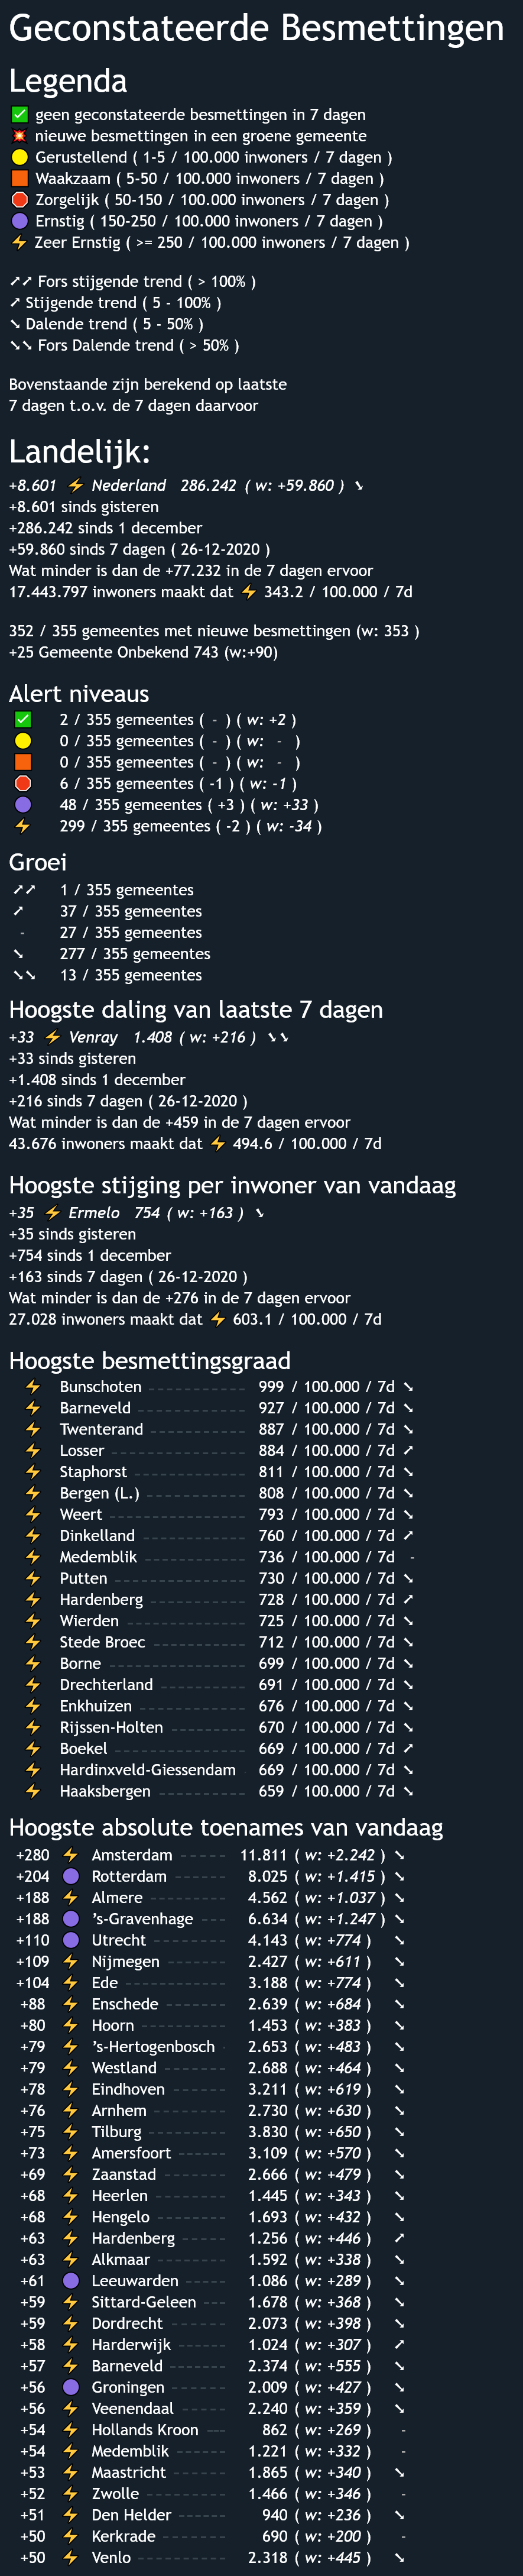 Geconstateerde Besmettingen
Legenda
✅ geen geconstateerde besmettingen in 7 dagen
💥 nieuwe besmettingen in een groene gemeente
🟡 Gerustellend ( 1-5 / 100.000 inwoners / 7 dagen )
🟧 Waakzaam ( 5-50 / 100.000 inwoners / 7 dagen )
🛑 Zorgelijk ( 50-150 / 100.000 inwoners / 7 dagen )
🟣 Ernstig ( 150-250 / 100.000 inwoners / 7 dagen )
⚡ Zeer Ernstig ( >= 250 / 100.000 inwoners / 7 dagen )
➚➚ Fors stijgende trend ( > 100% )
➚ Stijgende trend ( 5 - 100% )
➘ Dalende trend ( 5 - 50% )
➘➘ Fors Dalende trend ( > 50% )
Bovenstaande zijn berekend op laatste
7 dagen t.o.v. de 7 dagen daarvoor
Landelijk:
+8.601 ⚡ Nederland 286.242 ( w: +59.860 ) ➘
+8.601 sinds gisteren
+286.242 sinds 1 december
+59.860 sinds 7 dagen ( 26-12-2020 )
Wat minder is dan de +77.232 in de 7 dagen ervoor
17.443.797 inwoners maakt dat ⚡ 343.2 / 100.000 / 7d
352 / 355 gemeentes met nieuwe besmettingen (w: 353 )
+25 Gemeente Onbekend 743 (w:+90)
Alert niveaus
✅ 2 / 355 gemeentes ( - ) ( w: +2 )
🟡 0 / 355 gemeentes ( - ) ( w: - )
🟧 0 / 355 gemeentes ( - ) ( w: - )
🛑 6 / 355 gemeentes ( -1 ) ( w: -1 )
🟣 48 / 355 gemeentes ( +3 ) ( w: +33 )
⚡ 299 / 355 gemeentes ( -2 ) ( w: -34 )
Groei
➚➚ 1 / 355 gemeentes
➚ 37 / 355 gemeentes
- 27 / 355 gemeentes
➘ 277 / 355 gemeentes
➘➘ 13 / 355 gemeentes
Hoogste daling van laatste 7 dagen
+33 ⚡ Venray 1.408 ( w: +216 ) ➘➘
+33 sinds gisteren
+1.408 sinds 1 december
+216 sinds 7 dagen ( 26-12-2020 )
Wat minder is dan de +459 in de 7 dagen ervoor
43.676 inwoners maakt dat ⚡ 494.6 / 100.000 / 7d
Hoogste stijging per inwoner van vandaag
+35 ⚡ Ermelo 754 ( w: +163 ) ➘
+35 sinds gisteren
+754 sinds 1 december
+163 sinds 7 dagen ( 26-12-2020 )
Wat minder is dan de +276 in de 7 dagen ervoor
27.028 inwoners maakt dat ⚡ 603.1 / 100.000 / 7d
Hoogste besmettingsgraad
⚡ Bunschoten 999 / 100.000 / 7d ➘
⚡ Barneveld 927 / 100.000 / 7d ➘
⚡ Twenterand 887 / 100.000 / 7d ➘
⚡ Losser 884 / 100.000 / 7d ➚
⚡ Staphorst 811 / 100.000 / 7d ➘
⚡ Bergen (L.) 808 / 100.000 / 7d ➘
⚡ Weert 793 / 100.000 / 7d ➘
⚡ Dinkelland 760 / 100.000 / 7d ➚
⚡ Medemblik 736 / 100.000 / 7d -
⚡ Putten 730 / 100.000 / 7d ➘
⚡ Hardenberg 728 / 100.000 / 7d ➚
⚡ Wierden 725 / 100.000 / 7d ➘
⚡ Stede Broec 712 / 100.000 / 7d ➘
⚡ Borne 699 / 100.000 / 7d ➘
⚡ Drechterland 691 / 100.000 / 7d ➘
⚡ Enkhuizen 676 / 100.000 / 7d ➘
⚡ Rijssen-Holten 670 / 100.000 / 7d ➘
⚡ Boekel 669 / 100.000 / 7d ➚
⚡ Hardinxveld-Giessendam 669 / 100.000 / 7d ➘
⚡ Haaksbergen 659 / 100.000 / 7d ➘
Hoogste absolute toenames van vandaag
+280 ⚡ Amsterdam 11.811 ( w: +2.242 ) ➘
+204 🟣 Rotterdam 8.025 ( w: +1.415 ) ➘
+188 ⚡ Almere 4.562 ( w: +1.037 ) ➘
+188 🟣 's-Gravenhage 6.634 ( w: +1.247 ) ➘
+110 🟣 Utrecht 4.143 ( w: +774 ) ➘
+109 ⚡ Nijmegen 2.427 ( w: +611 ) ➘
+104 ⚡ Ede 3.188 ( w: +774 ) ➘
+88 ⚡ Enschede 2.639 ( w: +684 ) ➘
+80 ⚡ Hoorn 1.453 ( w: +383 ) ➘
+79 ⚡ 's-Hertogenbosch 2.653 ( w: +483 ) ➘
+79 ⚡ Westland 2.688 ( w: +464 ) ➘
+78 ⚡ Eindhoven 3.211 ( w: +619 ) ➘
+76 ⚡ Arnhem 2.730 ( w: +630 ) ➘
+75 ⚡ Tilburg 3.830 ( w: +650 ) ➘
+73 ⚡ Amersfoort 3.109 ( w: +570 ) ➘
+69 ⚡ Zaanstad 2.666 ( w: +479 ) ➘
+68 ⚡ Heerlen 1.445 ( w: +343 ) ➘
+68 ⚡ Hengelo 1.693 ( w: +432 ) ➘
+63 ⚡ Hardenberg 1.256 ( w: +446 ) ➚
+63 ⚡ Alkmaar 1.592 ( w: +338 ) ➘
+61 🟣 Leeuwarden 1.086 ( w: +289 ) ➘
+59 ⚡ Sittard-Geleen 1.678 ( w: +368 ) ➘
+59 ⚡ Dordrecht 2.073 ( w: +398 ) ➘
+58 ⚡ Harderwijk 1.024 ( w: +307 ) ➚
+57 ⚡ Barneveld 2.374 ( w: +555 ) ➘
+56 🟣 Groningen 2.009 ( w: +427 ) ➘
+56 ⚡ Veenendaal 2.240 ( w: +359 ) ➘
+54 ⚡ Hollands Kroon 862 ( w: +269 ) -
+54 ⚡ Medemblik 1.221 ( w: +332 ) -
+53 ⚡ Maastricht 1.865 ( w: +340 ) ➘
+52 ⚡ Zwolle 1.466 ( w: +346 ) -
+51 ⚡ Den Helder 940 ( w: +236 ) ➘
+50 ⚡ Kerkrade 690 ( w: +200 ) -
+50 ⚡ Venlo 2.318 ( w: +445 ) ➘